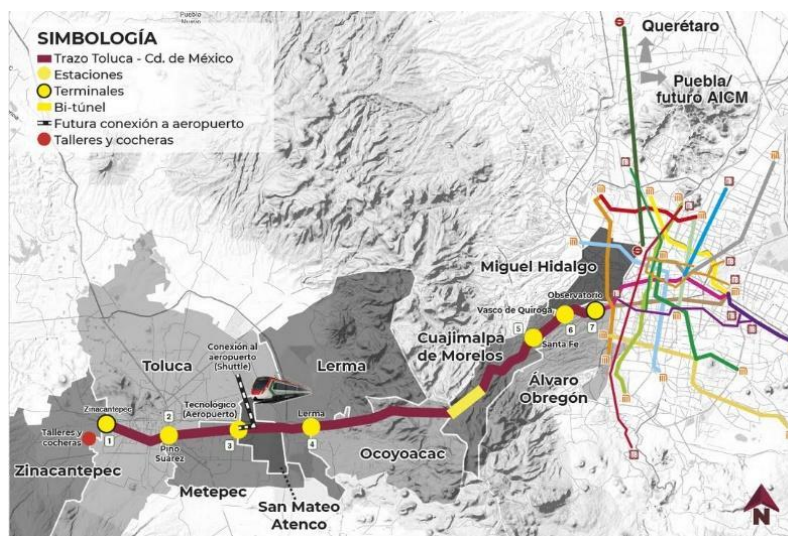 SIMBOLOGÍA
Trazo Toluca - Cd. de México
Estaciones
Terminales
Bi-túnel
Futura conexión a aeropuerto
Talleres y cocheras
Querétaro
Puebla/
futuro AICM
Miguel Hidalgo
Observatorio
Vasco de Quiroga
7
6
5
Santa Fe
Cuajimalpa
de Morelos
Álvaro
Obregón
Toluca
Conexión al
aeropuerto
(Shuttle)
Lerma
Tecnológico
(Aeropuerto)
Zinacantepec
Lerma
1
2
3
4
Talleres y
cocheras
Pino
Suárez
Ocoyoacac
Zinacantepec
Metepec
San Mateo
Atenco
N